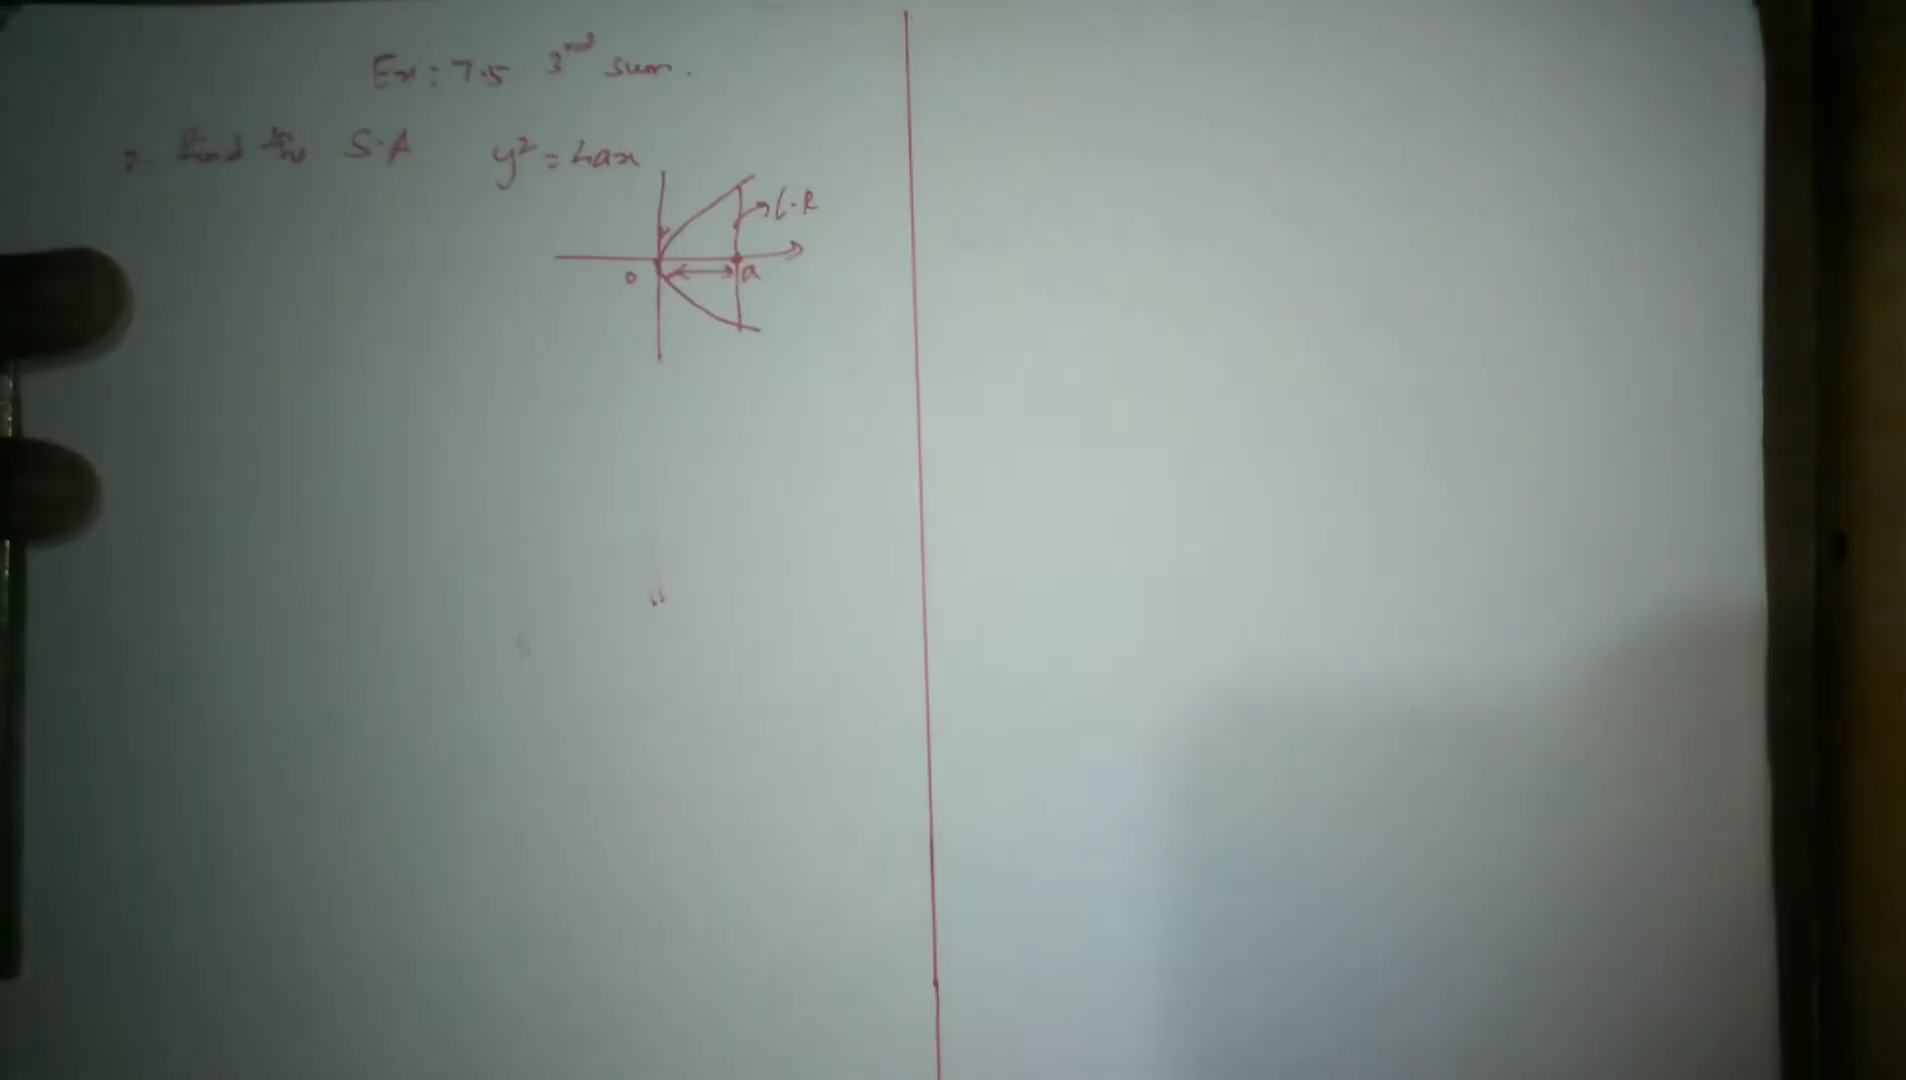 Ex: 7.5 3rd sum.
Find the S.A y² = 4ax
L.R
o a